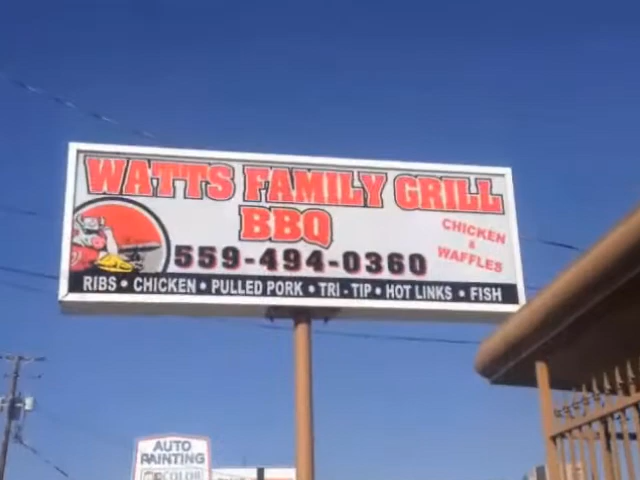 WATTS FAMILY GRILL
BBQ
CHICKEN
&
WAFFLES
559-494-0360
RIBS • CHICKEN • PULLED PORK • TRI-TIP • HOT LINKS • FISH
AUTO
PAINTING
COLOR